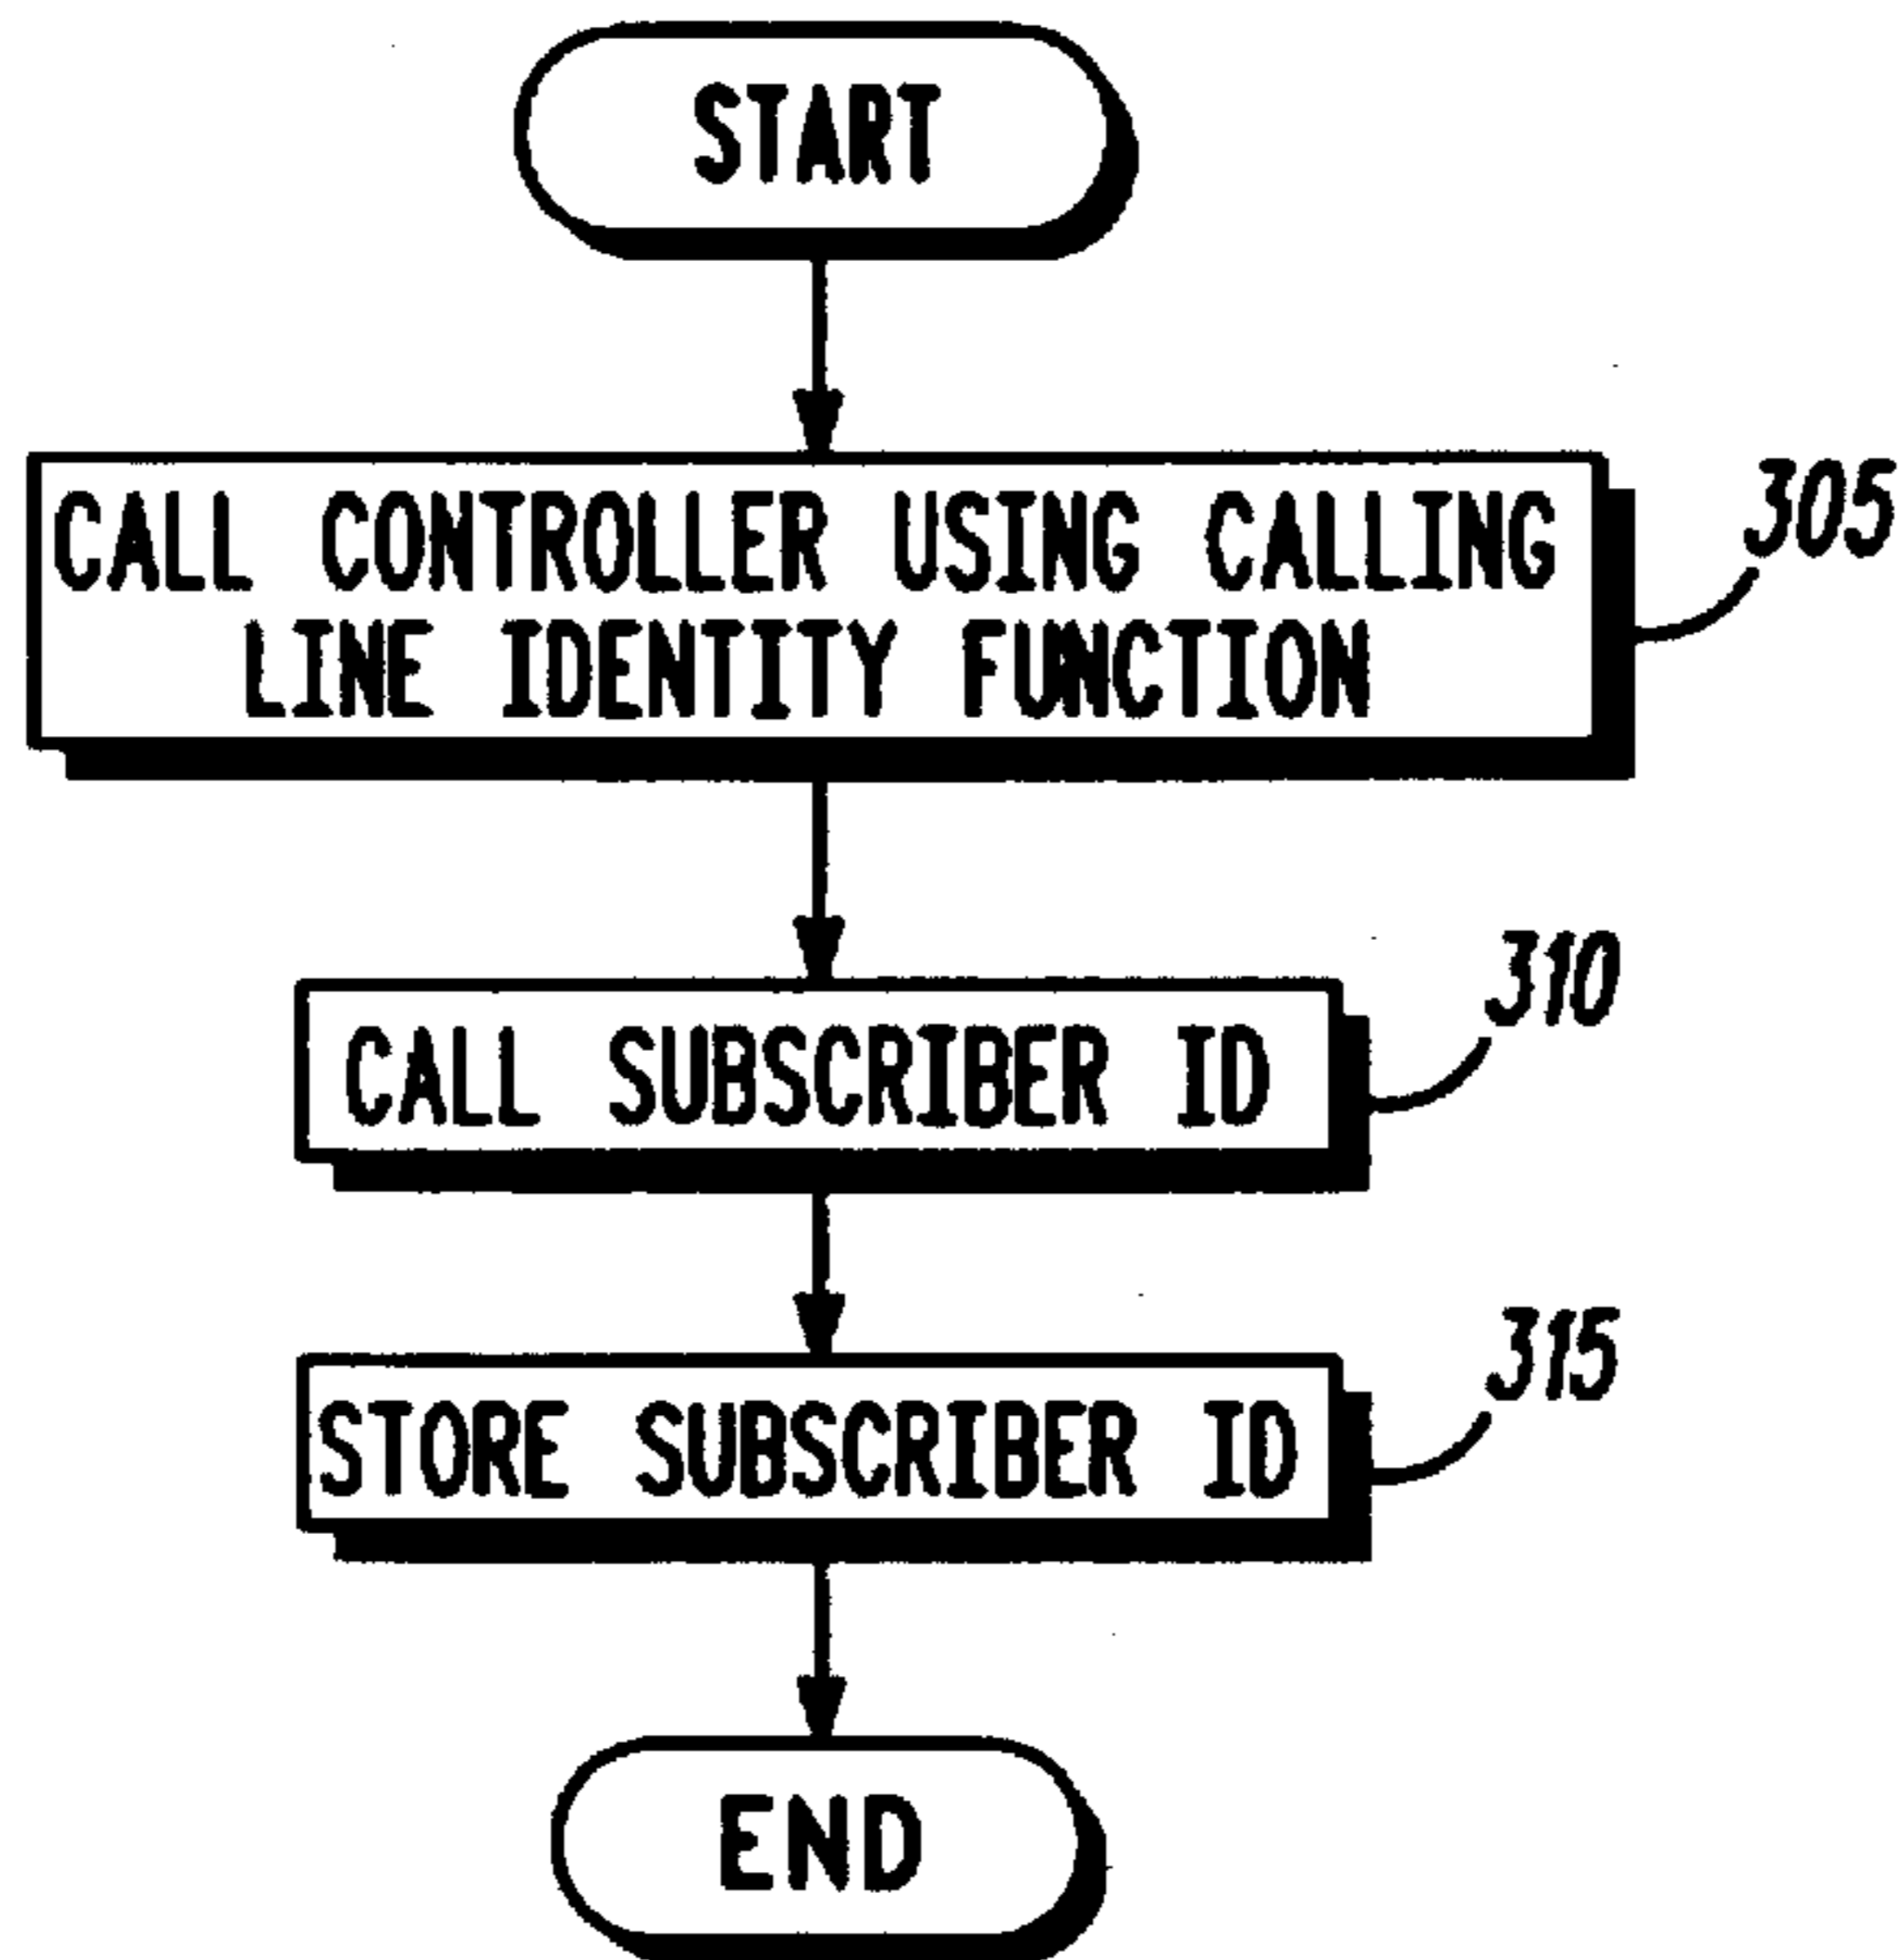 START
CALL CONTROLLER USING CALLING
LINE IDENTITY FUNCTION
305
CALL SUBSCRIBER ID
310
STORE SUBSCRIBER ID
315
END